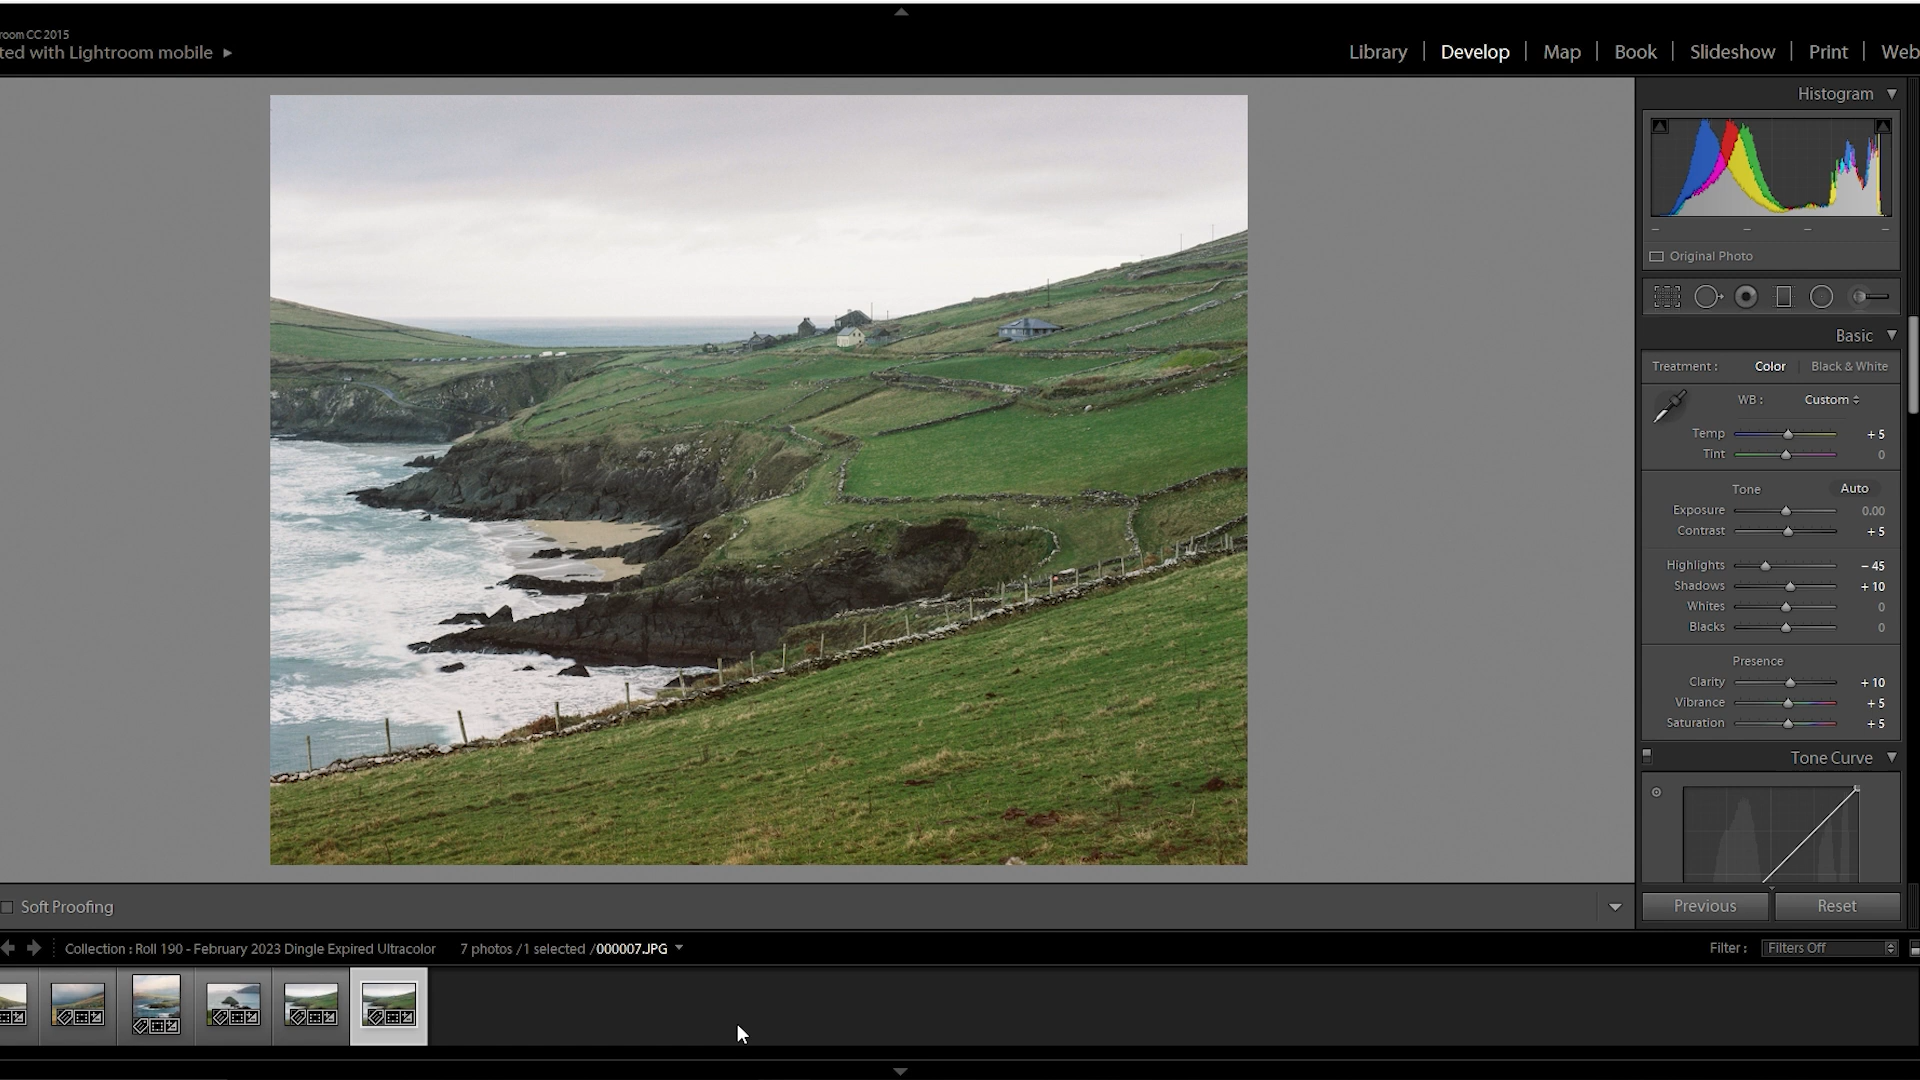 room CC 2015
ted with Lightroom mobile
Library | Develop | Map | Book | Slideshow | Print | Web
Histogram
Original Photo
Basic
Treatment : Color Black & White
WB : Custom
Temp + 5
Tint 0
Tone Auto
Exposure 0.00
Contrast + 5
Highlights – 45
Shadows + 10
Whites 0
Blacks 0
Presence
Clarity + 10
Vibrance + 5
Saturation + 5
Tone Curve
Previous Reset
Soft Proofing
Collection : Roll 190 - February 2023 Dingle Expired Ultracolor 7 photos / 1 selected / 000007.JPG
Filter : Filters Off